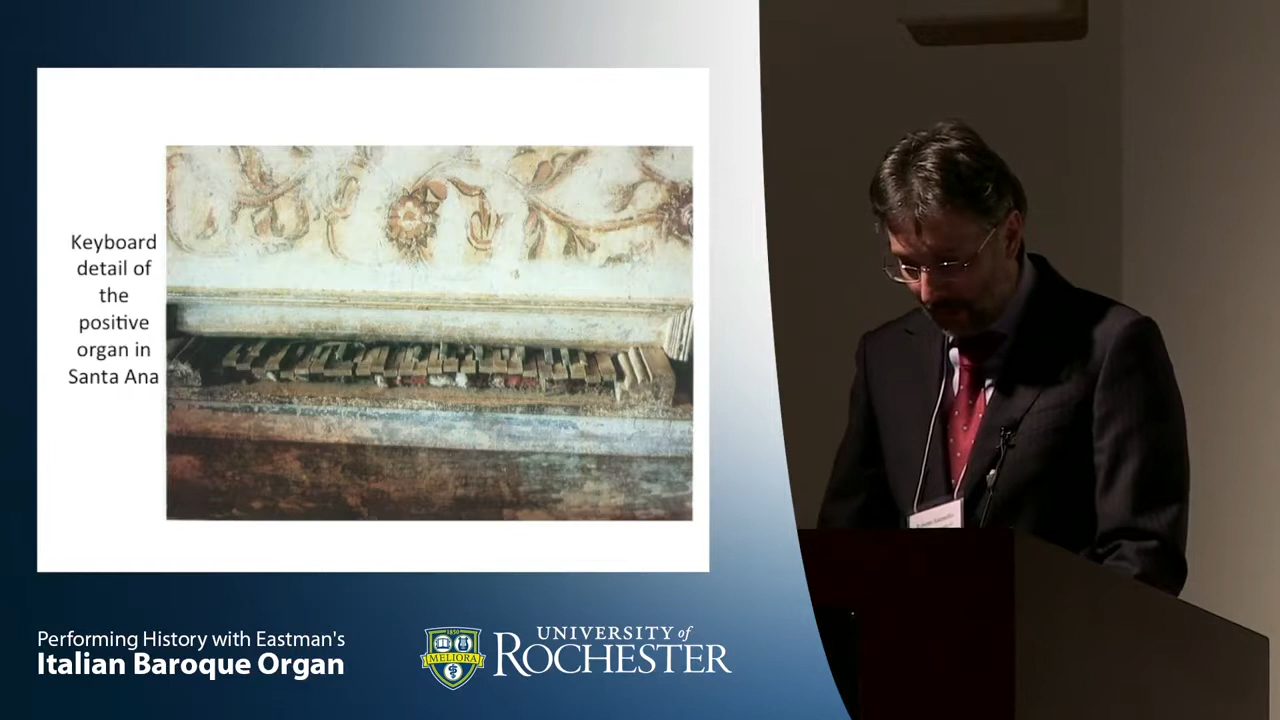 Keyboard
detail of
the
positive
organ in
Santa Ana
Performing History with Eastman's
Italian Baroque Organ
1850
MELIORA
UNIVERSITY of
ROCHESTER